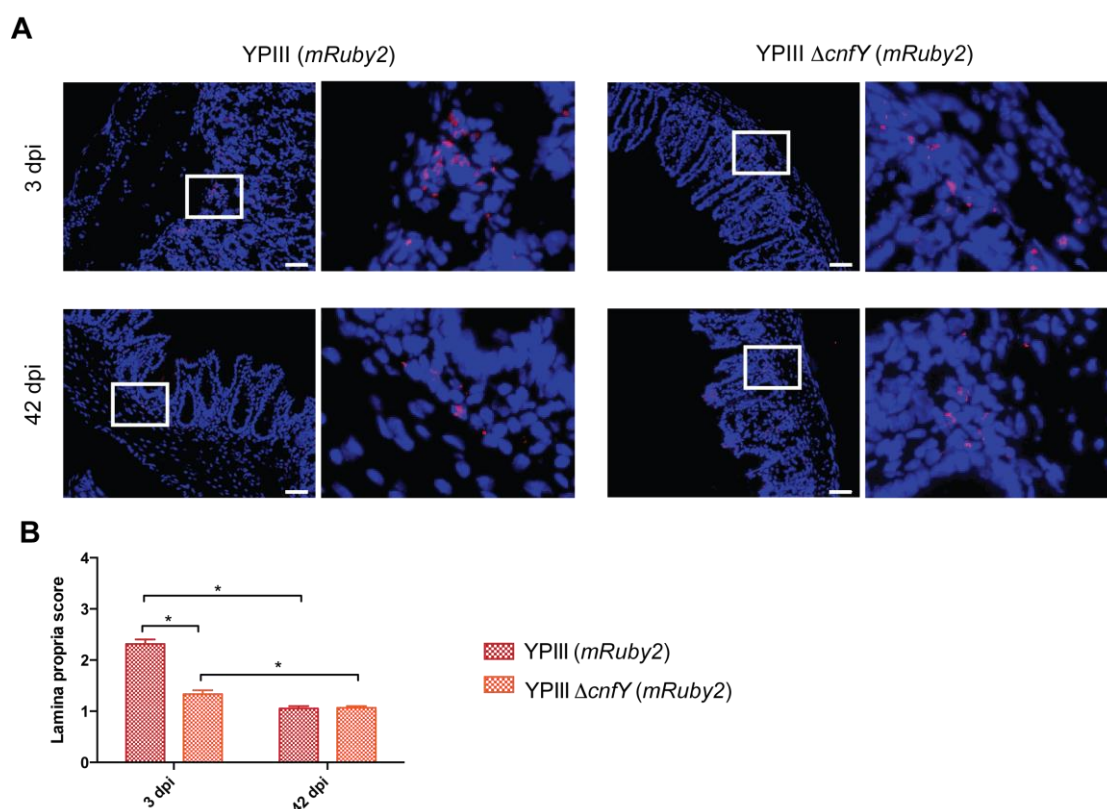 A
YPIII (mRuby2)
YPIII ΔcnfY (mRuby2)
3 dpi
42 dpi
B
Lamina propria score
4
3
2
1
0
*
*
*
3 dpi
42 dpi
YPIII (mRuby2)
YPIII ΔcnfY (mRuby2)